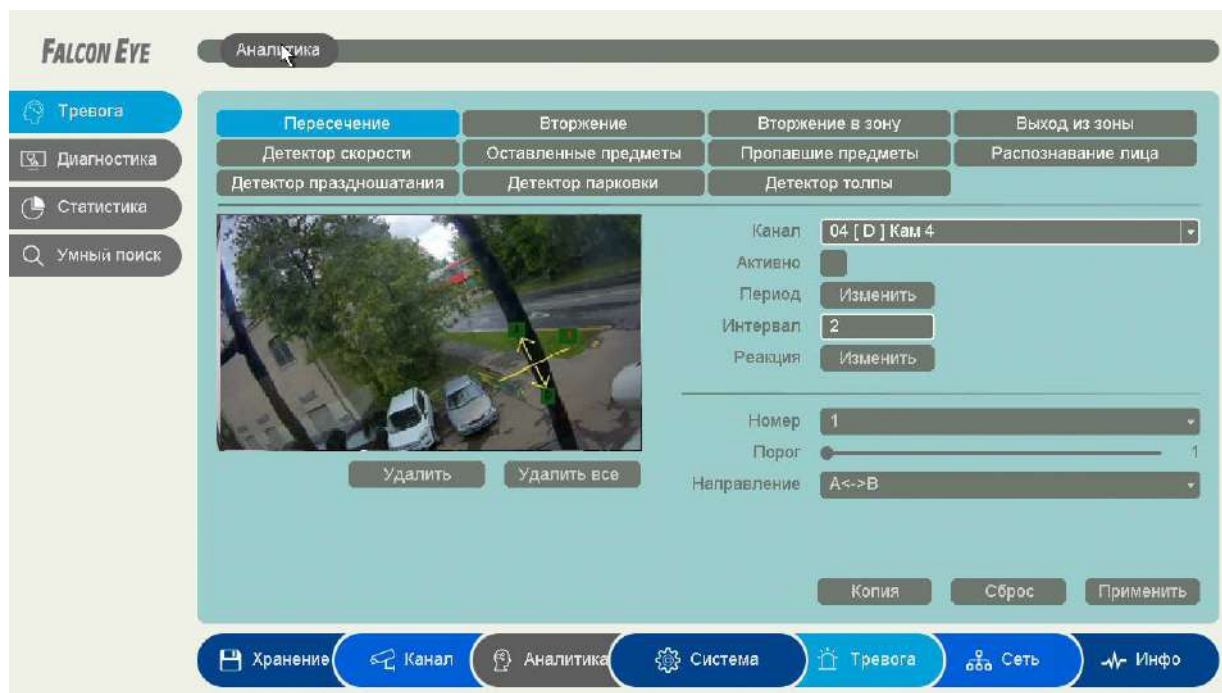 FALCON EYE
Аналитика
Тревога
Диагностика
Статистика
Умный поиск
Пересечение Вторжение Вторжение в зону Выход из зоны
Детектор скорости Оставленные предметы Пропавшие предметы Распознавание лица
Детектор праздношатания Детектор парковки Детектор толпы
Канал 04 [ D ] Кам 4
Активно
Период Изменить
Интервал 2
Реакция Изменить
Номер 1
Порог 1
Направление A<->B
Удалить Удалить все
Копия Сброс Применить
Хранение Канал Аналитика Система Тревога Сеть Инфо